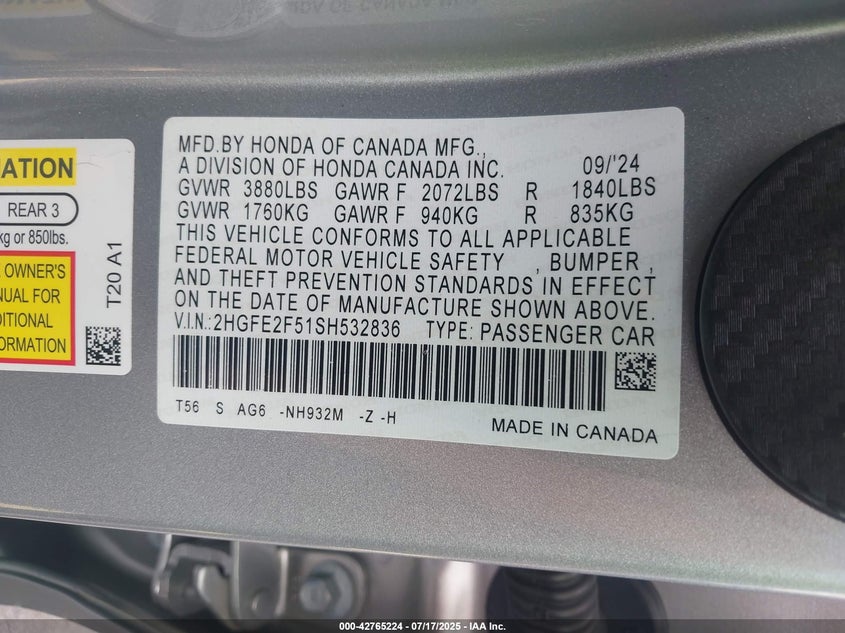 MATION
REAR 3
kg or 850lbs.
OWNER'S
NUAL FOR
DITIONAL
FORMATION
T20 A1
MFD.BY HONDA OF CANADA MFG.,
A DIVISION OF HONDA CANADA INC. 09/'24
GVWR 3880LBS GAWR F 2072LBS R 1840LBS
GVWR 1760KG GAWR F 940KG R 835KG
THIS VEHICLE CONFORMS TO ALL APPLICABLE
FEDERAL MOTOR VEHICLE SAFETY , BUMPER ,
AND THEFT PREVENTION STANDARDS IN EFFECT
ON THE DATE OF MANUFACTURE SHOWN ABOVE.
V.I.N.:2HGFE2F51SH532836 TYPE: PASSENGER CAR
T56 S AG6 -NH932M -Z -H
MADE IN CANADA
000-42765224 - 07/17/2025 - IAA Inc.